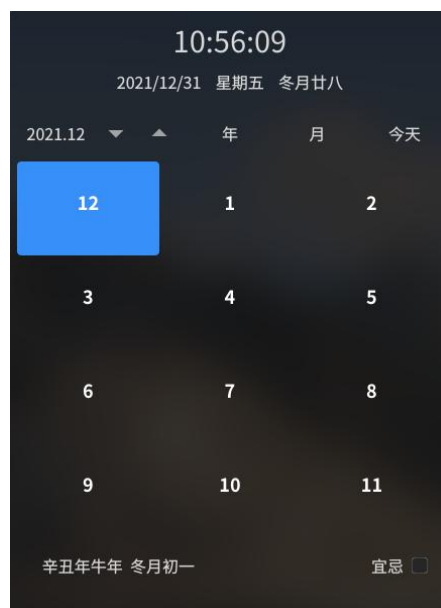 10:56:09
2021/12/31 星期五 冬月廿八
2021.12 年 月 今天
12 1 2
3 4 5
6 7 8
9 10 11
辛丑年牛年 冬月初一 宜忌